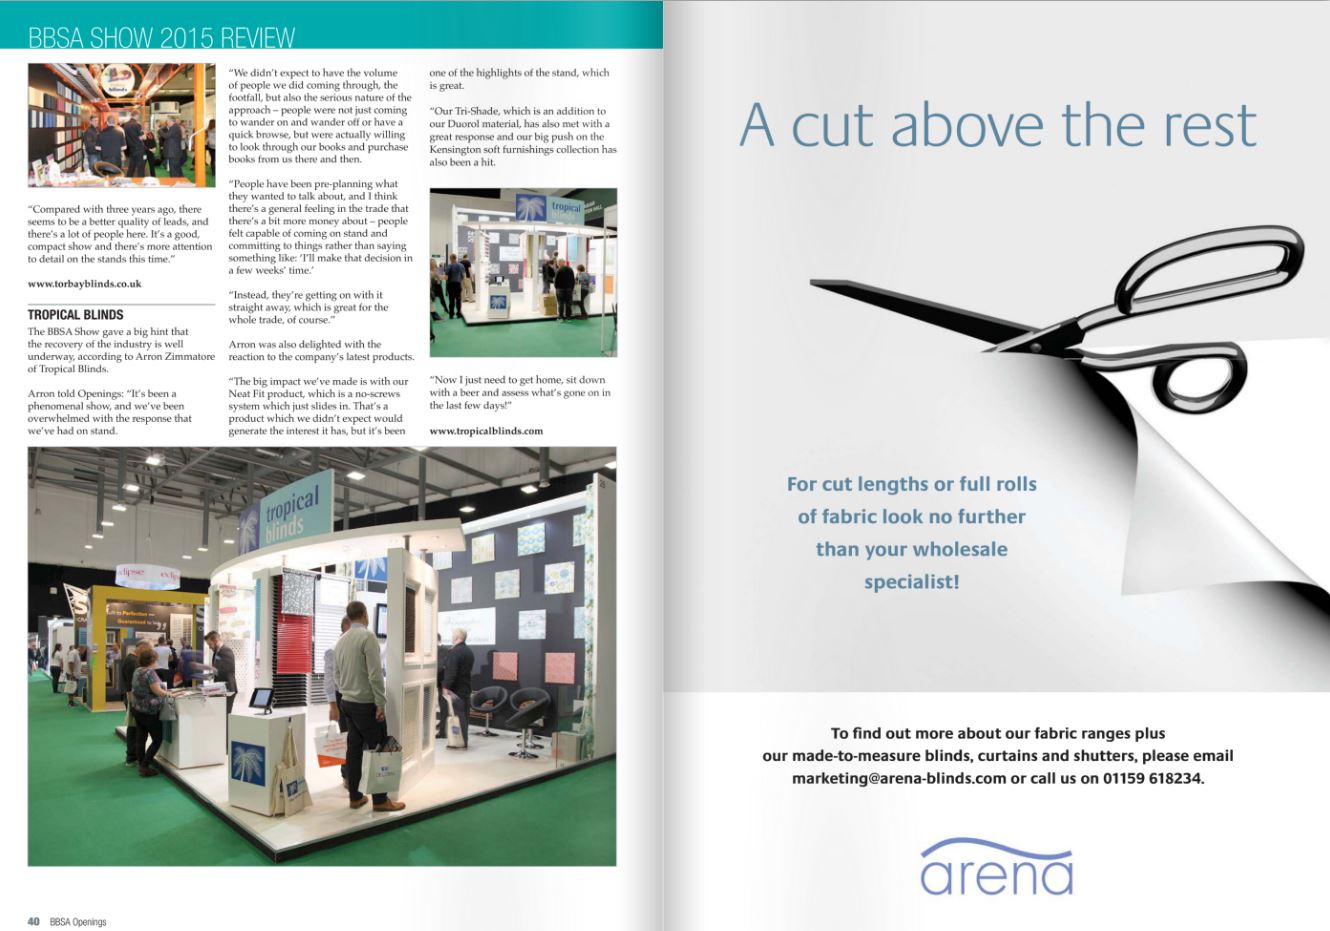 BBSA SHOW 2015 REVIEW
“Compared with three years ago, there
seems to be a better quality of leads, and
there’s a lot of people here. It’s a good,
compact show and there’s more attention
to detail on the stands this time.”
www.torbayblinds.co.uk
TROPICAL BLINDS
The BBSA Show gave a big hint that
the recovery of the industry is well
underway, according to Arron Zimmatore
of Tropical Blinds.
Arron told Openings: “It’s been a
phenomenal show, and we’ve been
overwhelmed with the response that
we’ve had on stand.
“We didn’t expect to have the volume
of people we did coming through, the
footfall, but also the serious nature of the
approach – people were not just coming
to wander on and wander off or have a
quick browse, but were actually willing
to look through our books and purchase
books from us there and then.
“People have been pre-planning what
they wanted to talk about, and I think
there’s a general feeling in the trade that
there’s a bit more money about – people
felt capable of coming on stand and
committing to things rather than saying
something like: ‘I’ll make that decision in
a few weeks’ time.’
“Instead, they’re getting on with it
straight away, which is great for the
whole trade, of course.”
Arron was also delighted with the
reaction to the company’s latest products.
“The big impact we’ve made is with our
Neat Fit product, which is a no-screws
system which just slides in. That’s a
product which we didn’t expect would
generate the interest it has, but it’s been
one of the highlights of the stand, which
is great.
“Our Tri-Shade, which is an addition to
our Duorol material, has also met with a
great response and our big push on the
Kensington soft furnishings collection has
also been a hit.
tropical
blinds
“Now I just need to get home, sit down
with a beer and assess what’s gone on in
the last few days!”
www.tropicalblinds.com
tropical
blinds
40 BBSA Openings
A cut above the rest
For cut lengths or full rolls
of fabric look no further
than your wholesale
specialist!
To find out more about our fabric ranges plus
our made-to-measure blinds, curtains and shutters, please email
marketing@arena-blinds.com or call us on 01159 618234.
arena